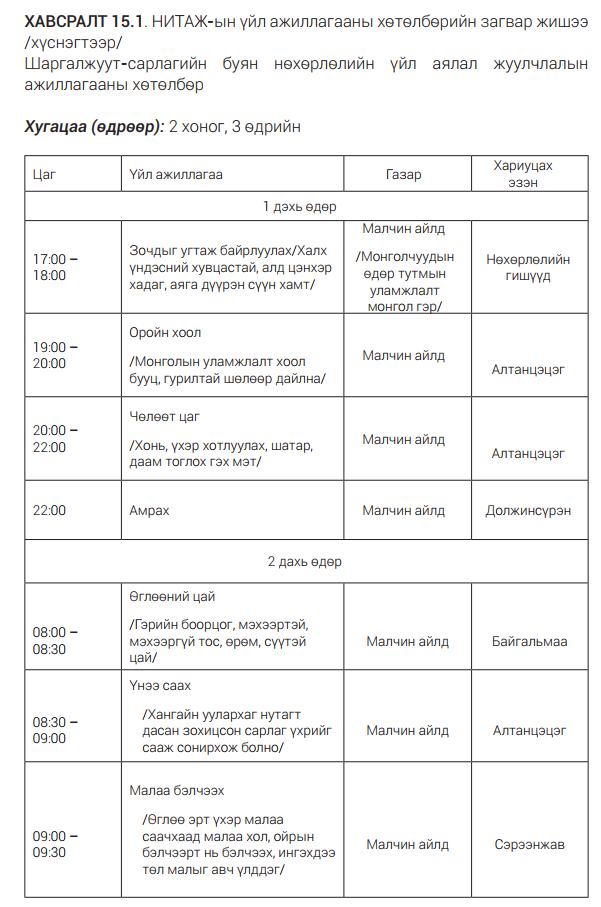 ХАВСРАЛТ 15.1. НИТАЖ-ын үйл ажиллагааны хөтөлбөрийн загвар жишээ
/хүснэгтээр/
Шаргалжуут-сарлагийн буян нөхөрлөлийн үйл аялал жуулчлалын
ажиллагааны хөтөлбөр
Хугацаа (өдрөөр): 2 хоног, 3 өдрийн
Цаг
Үйл ажиллагаа
Газар
Хариуцах
эзэн
1 дэхь өдөр
17:00 –
18:00
Зочдыг угтаж байрлуулах/Халх
үндэсний хувцастай, алд цэнхэр
хадаг, аяга дүүрэн сүүн хамт/
Малчин айлд
/Монголчуудын
өдөр тутмын
уламжлалт
монгол гэр/
Нөхөрлөлийн
гишүүд
19:00 –
20:00
Оройн хоол
/Монголын уламжлалт хоол
бууц, гурилтай шөлөөр дайлна/
Малчин айлд
Алтанцэцэг
20:00 –
22:00
Чөлөөт цаг
/Хонь, үхэр хотлуулах, шатар,
даам тоглох гэх мэт/
Малчин айлд
Алтанцэцэг
22:00
Амрах
Малчин айлд
Должинсүрэн
2 дахь өдөр
08:00 –
08:30
Өглөөний цай
/Гэрийн боорцог, мэхээртэй,
мэхээргүй тос, өрөм, сүүтэй
цай/
Малчин айлд
Байгальмаа
08:30 –
09:00
Үнээ саах
/Хангайн уулархаг нутагт
дасан зохицсон сарлаг үхрийг
сааж сонирхож болно/
Малчин айлд
Алтанцэцэг
09:00 –
09:30
Малаа бэлчээх
/Өглөө эрт үхэр малаа
саачхаад малаа хол, ойрын
бэлчээрт нь бэлчээх, ингэхдээ
төл малыг авч үлддэг/
Малчин айлд
Сэрээнжав